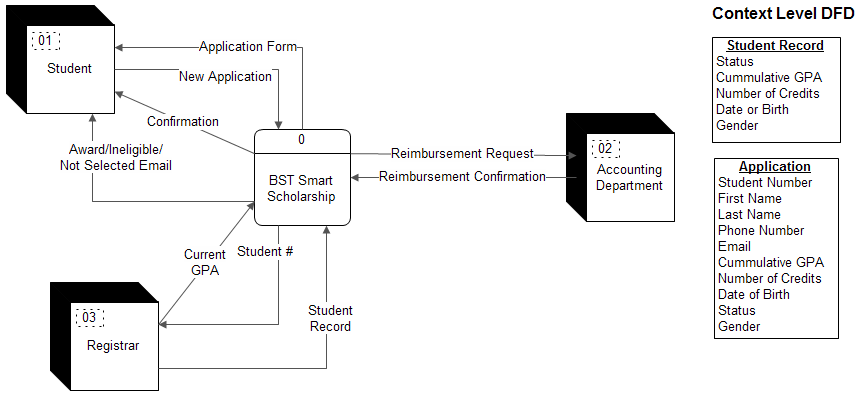 Context Level DFD
01
Student
Application Form
New Application
Confirmation
Award/Ineligible/
Not Selected Email
0
BST Smart
Scholarship
Reimbursement Request
Reimbursement Confirmation
02
Accounting
Department
Current
GPA
Student #
Student
Record
03
Registrar
Student Record
Status
Cummulative GPA
Number of Credits
Date or Birth
Gender
Application
Student Number
First Name
Last Name
Phone Number
Email
Cummulative GPA
Number of Credits
Date of Birth
Status
Gender